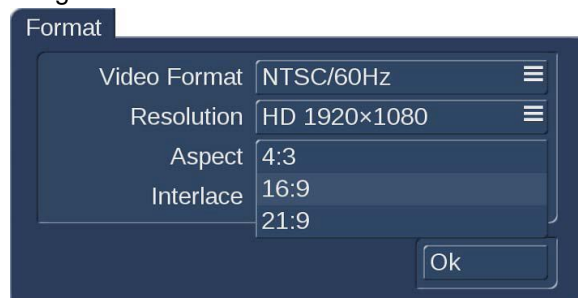 Format
Video Format NTSC/60Hz
Resolution HD 1920×1080
Aspect 4:3
Interlace 16:9
21:9
Ok